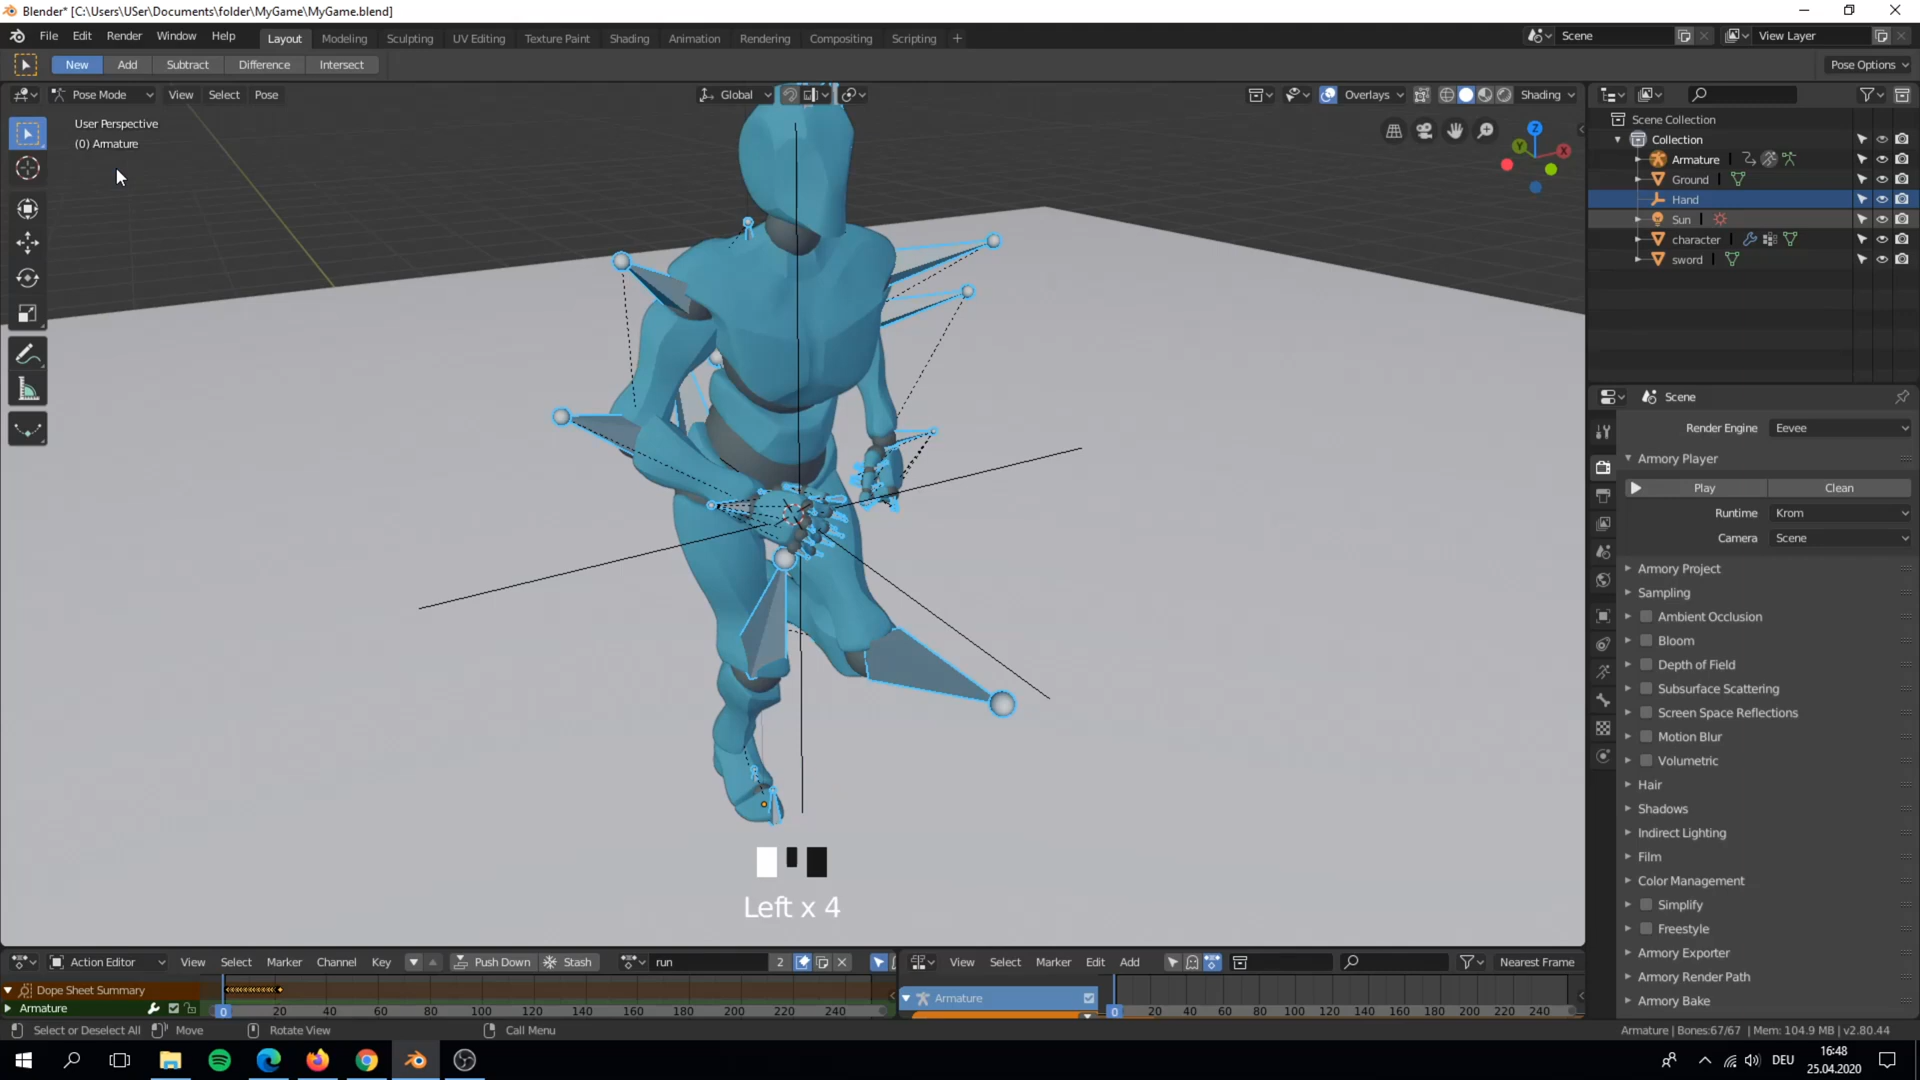 Blender* [C:\Users\USer\Documents\folder\MyGame\MyGame.blend]
File Edit Render Window Help Layout Modeling Sculpting UV Editing Texture Paint Shading Animation Rendering Compositing Scripting + Scene View Layer
New Add Subtract Difference Intersect Pose Options
Pose Mode View Select Pose Global Overlays Shading
User Perspective
(0) Armature
Z
Y
X
Scene Collection
Collection
Armature
Ground
Hand
Sun
character
sword
Scene
Render Engine Eevee
Armory Player
Play Clean
Runtime Krom
Camera Scene
Armory Project
Sampling
Ambient Occlusion
Bloom
Depth of Field
Subsurface Scattering
Screen Space Reflections
Motion Blur
Volumetric
Hair
Shadows
Indirect Lighting
Film
Color Management
Simplify
Freestyle
Armory Exporter
Armory Render Path
Armory Bake
Left x 4
Action Editor View Select Marker Channel Key Push Down Stash run 2 View Select Marker Edit Add Nearest Frame
Dope Sheet Summary
Armature
0 20 40 60 80 100 120 140 160 180 200 220 240
Armature
0 20 40 60 80 100 120 140 160 180 200 220 240
Select or Deselect All Move Rotate View Call Menu Armature | Bones:67/67 | Mem: 104.9 MB | v2.80.44
DEU 16:48
25.04.2020